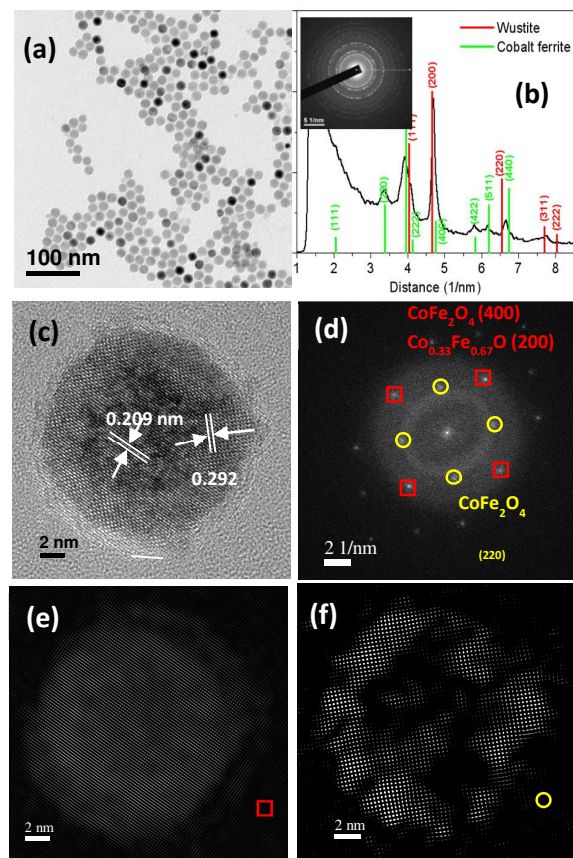 (a)
100 nm
(b)
Wustite
Cobalt ferrite
5 1/nm
(111)
(220)
(111)
(222)
(200)
(400)
(422)
(511)
(220)
(440)
(311)
(222)
1 2 3 4 5 6 7 8
Distance (1/nm)
(c)
0.209 nm
0.292
2 nm
(d)
CoFe₂O₄ (400)
Co₀.₃₃Fe₀.₆₇O (200)
CoFe₂O₄
(220)
2 1/nm
(e)
2 nm
(f)
2 nm